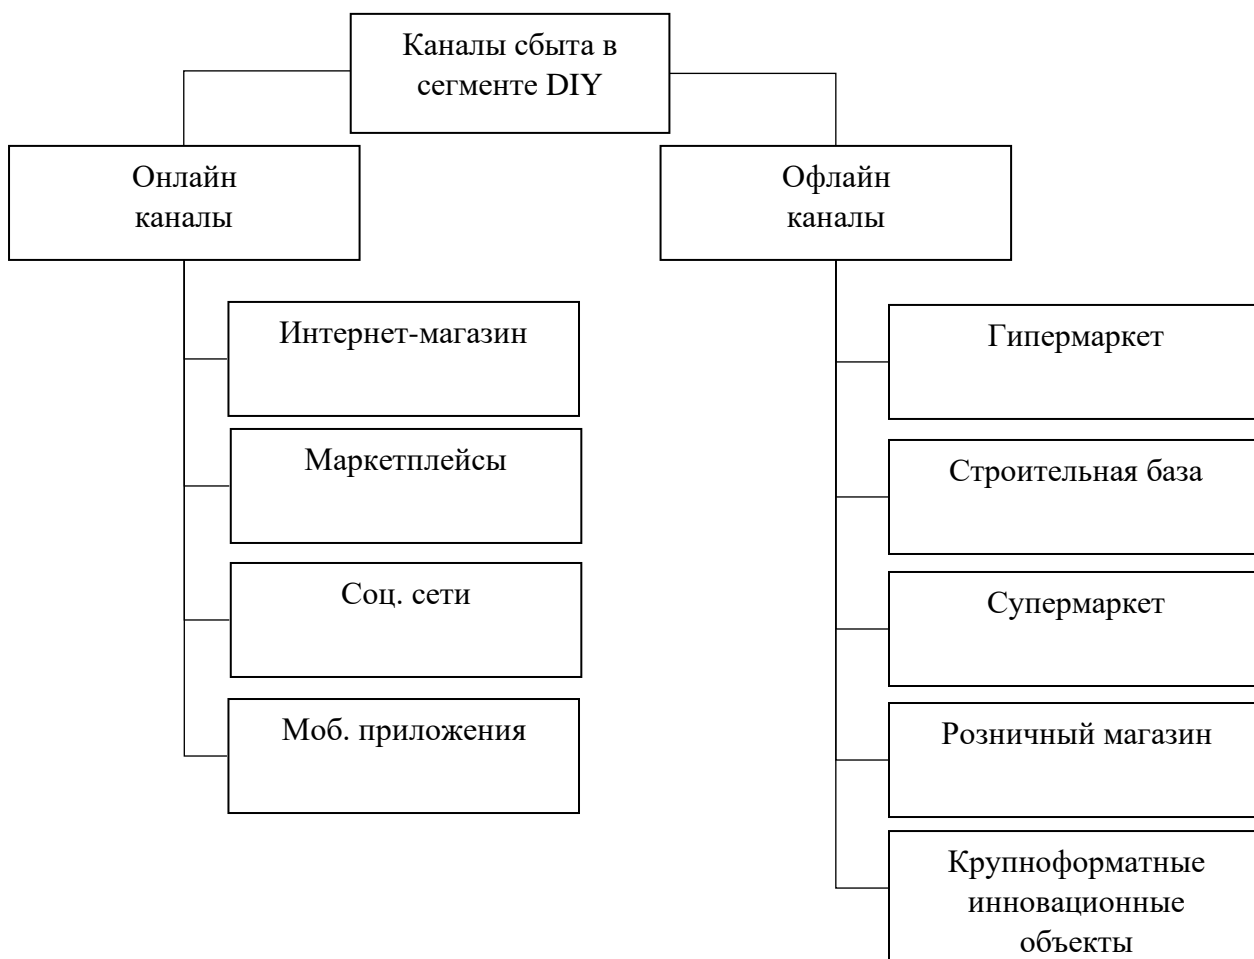 Каналы сбыта в
сегменте DIY
Онлайн
каналы
Офлайн
каналы
Интернет-магазин
Маркетплейсы
Соц. сети
Моб. приложения
Гипермаркет
Строительная база
Супермаркет
Розничный магазин
Крупноформатные
инновационные
объекты